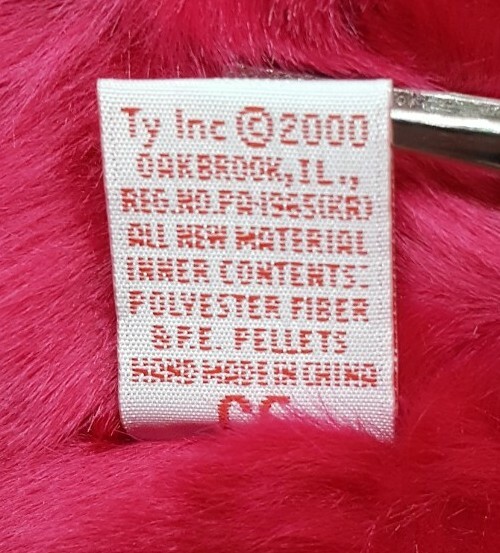 Ty Inc ©2000
OAKBROOK, IL.,
REG.NO.PA-1965(KR)
ALL NEW MATERIAL
INNER CONTENTS:
POLYESTER FIBER
& P.E. PELLETS
HAND MADE IN CHINA
CE